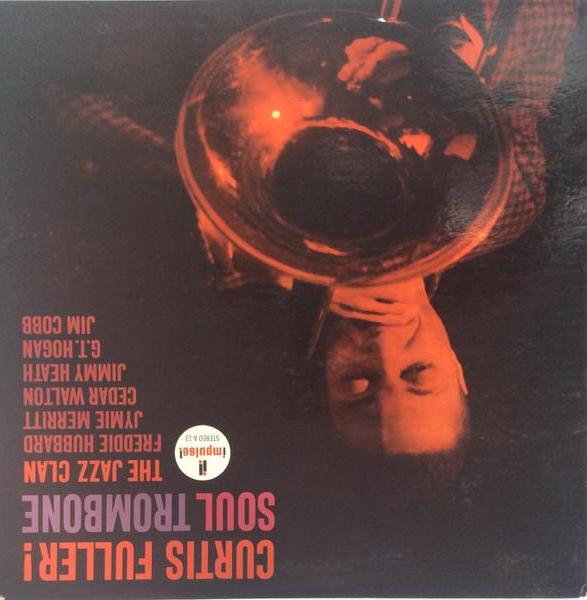 CURTIS FULLER!
SOUL TROMBONE
THE JAZZ CLAN
FREDDIE HUBBARD
JYMIE MERRITT
CEDAR WALTON
JIMMY HEATH
G.T. HOGAN
JIM COBB
impulse!
STEREO A-13